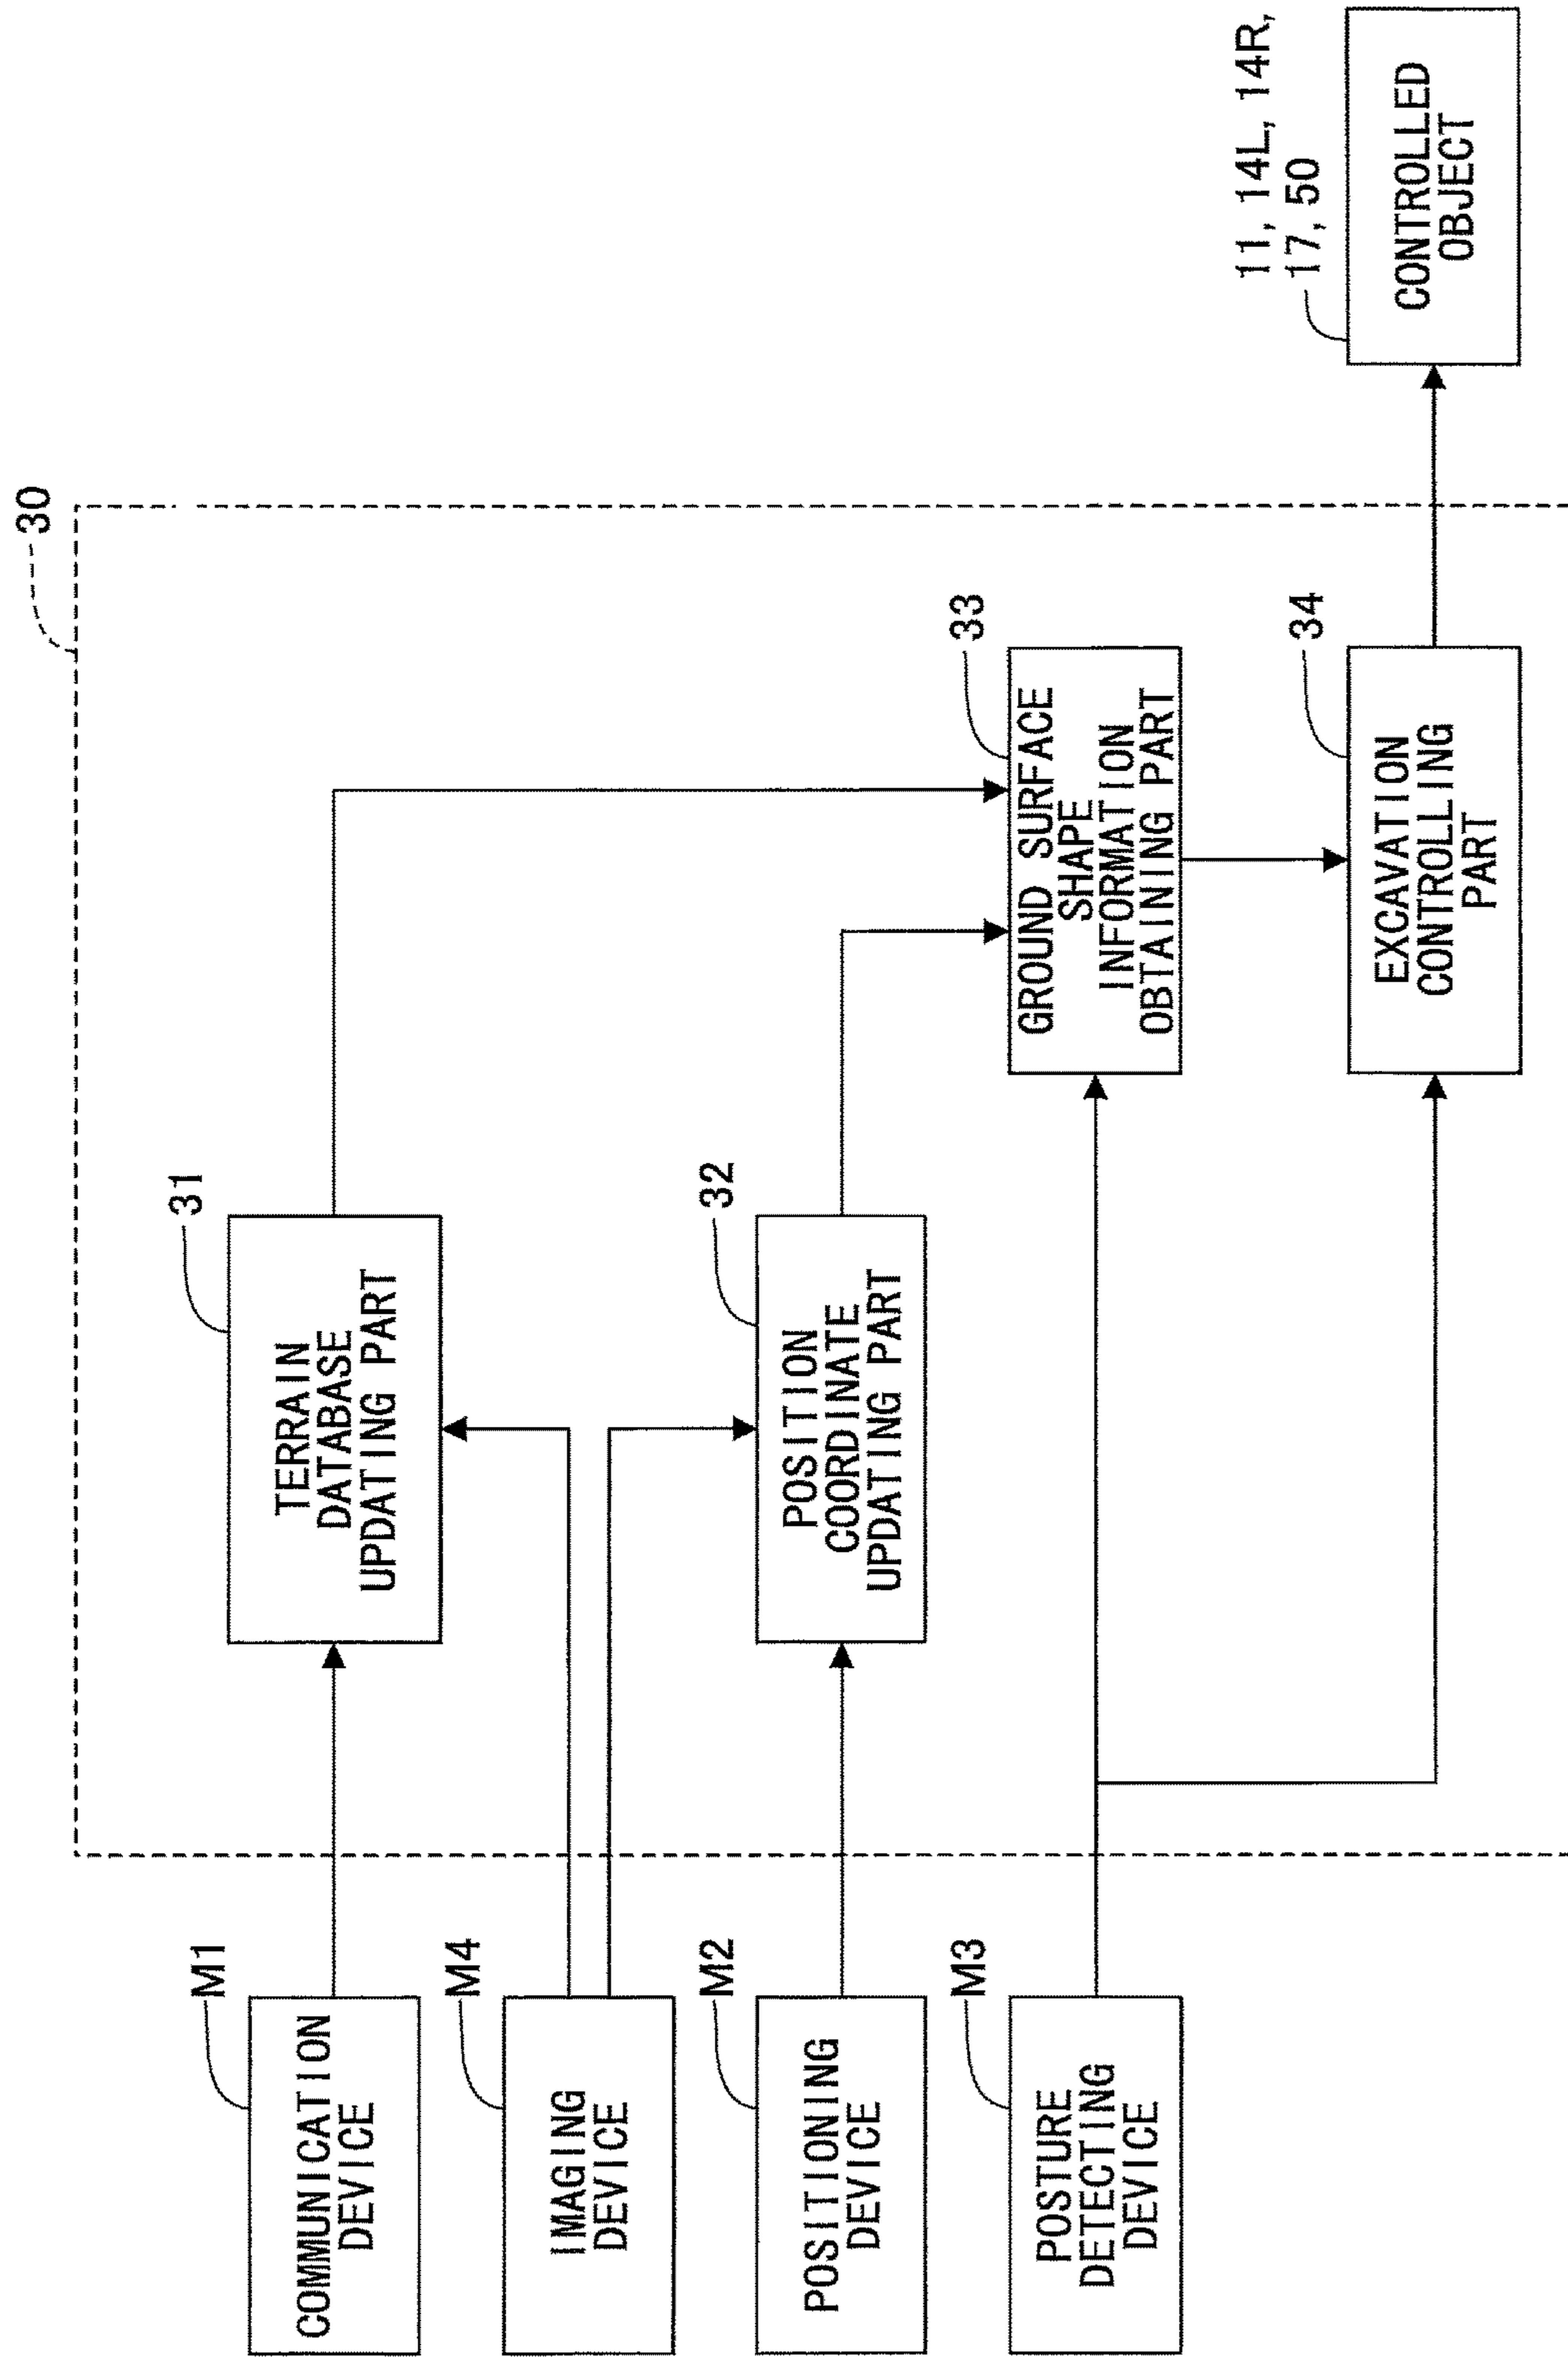 30
M1
COMMUNICATION
DEVICE
31
TERRAIN
DATABASE
UPDATING PART
M4
IMAGING
DEVICE
M2
POSITIONING
DEVICE
32
POSITION
COORDINATE
UPDATING PART
M3
POSTURE
DETECTING
DEVICE
33
GROUND SURFACE
SHAPE
INFORMATION
OBTAINING PART
34
EXCAVATION
CONTROLLING
PART
11, 14L, 14R,
17, 50
CONTROLLED
OBJECT